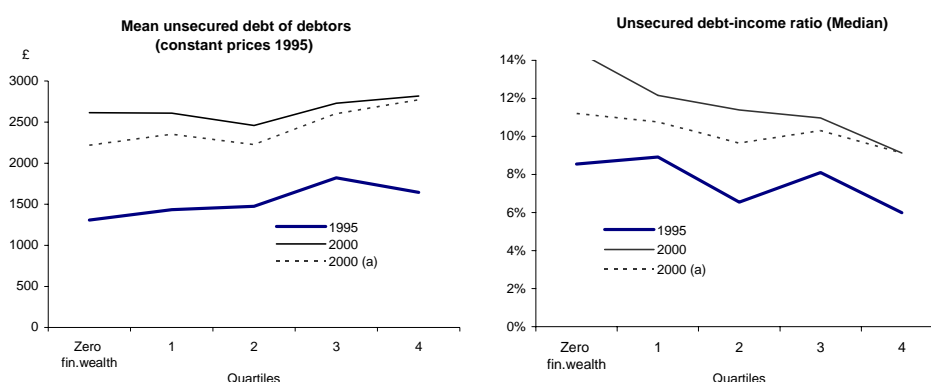 Mean unsecured debt of debtors
(constant prices 1995)
£
3000
2500
2000
1500
1000
500
0
1995
2000
2000 (a)
Zero
fin.wealth
1
2
3
4
Quartiles
Unsecured debt-income ratio (Median)
14%
12%
10%
8%
6%
4%
2%
0%
1995
2000
2000 (a)
Zero
fin.wealth
1
2
3
4
Quartiles